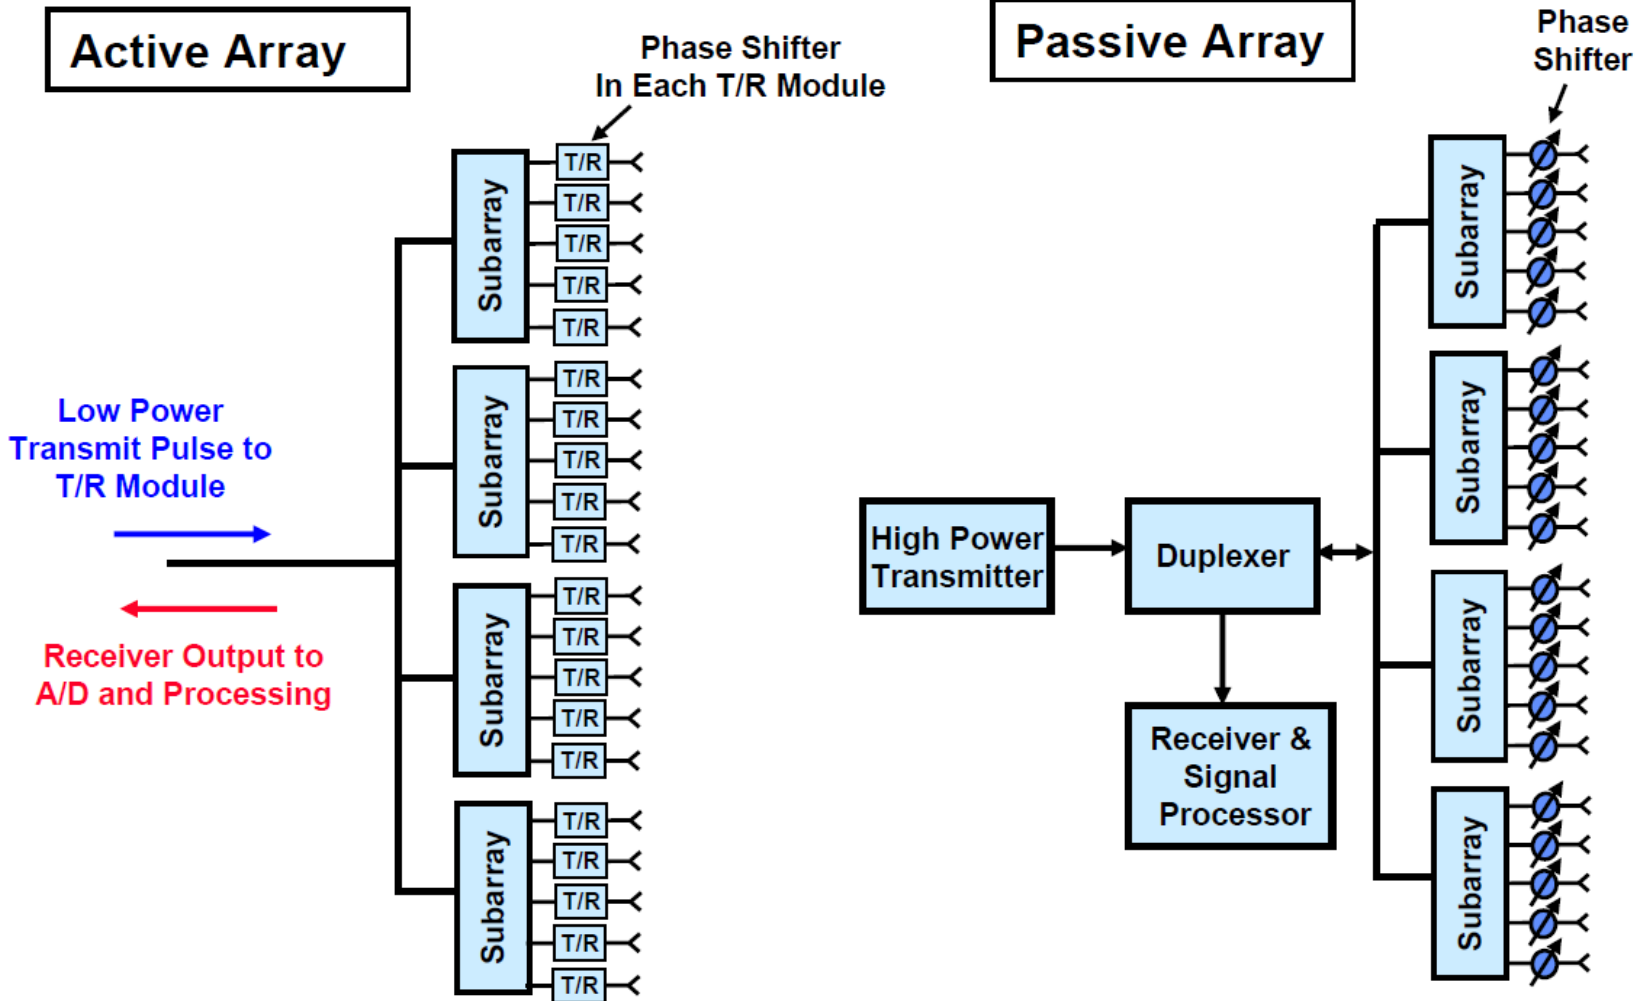 Active Array
Phase Shifter
In Each T/R Module
Subarray
T/R
T/R
T/R
T/R
T/R
Subarray
T/R
T/R
T/R
T/R
T/R
Subarray
T/R
T/R
T/R
T/R
T/R
Subarray
T/R
T/R
T/R
T/R
T/R
Low Power
Transmit Pulse to
T/R Module
Receiver Output to
A/D and Processing
Passive Array
Phase
Shifter
High Power
Transmitter
Duplexer
Receiver &
Signal
Processor
Subarray
Subarray
Subarray
Subarray